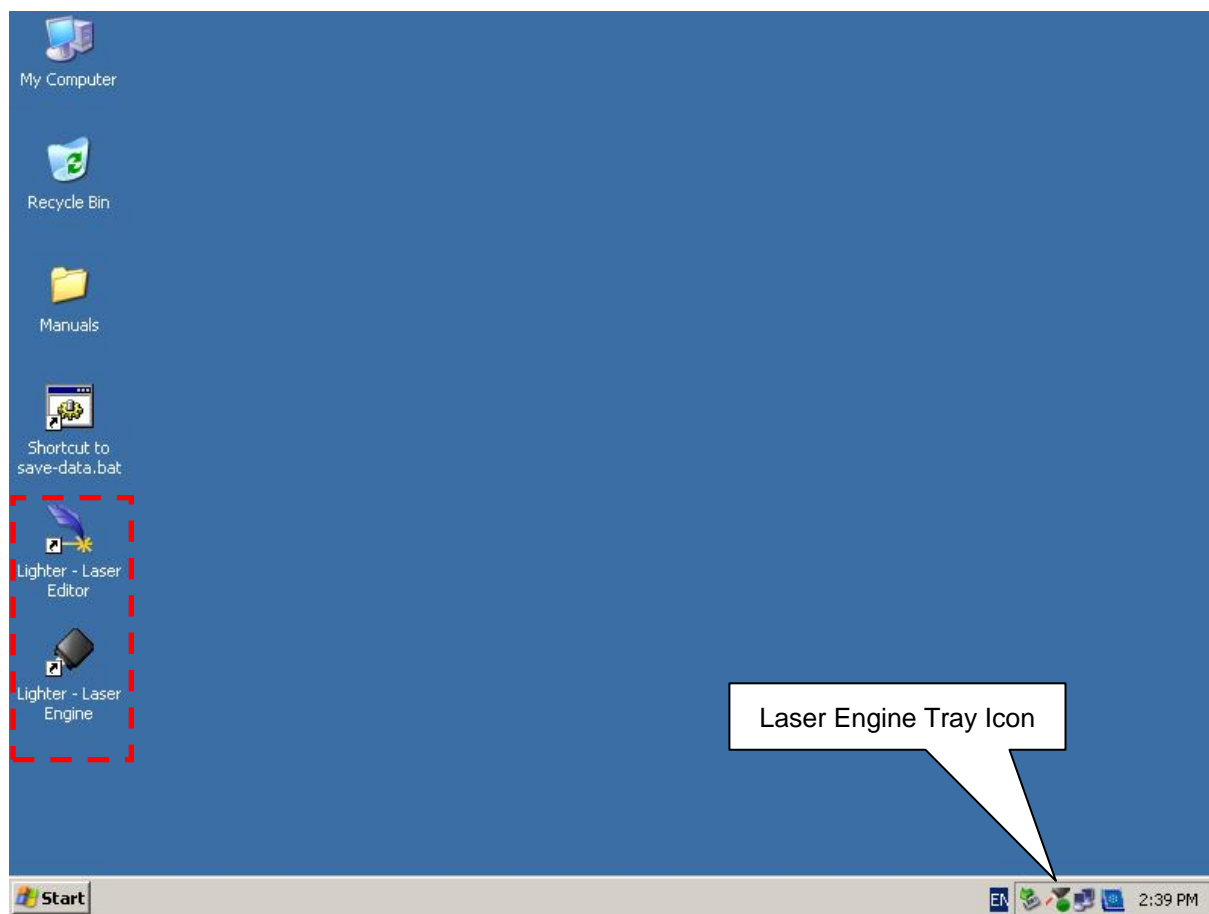 My Computer
Recycle Bin
Manuals
Shortcut to
save-data.bat
Lighter - Laser
Editor
Lighter - Laser
Engine
Laser Engine Tray Icon
Start
EN
2:39 PM